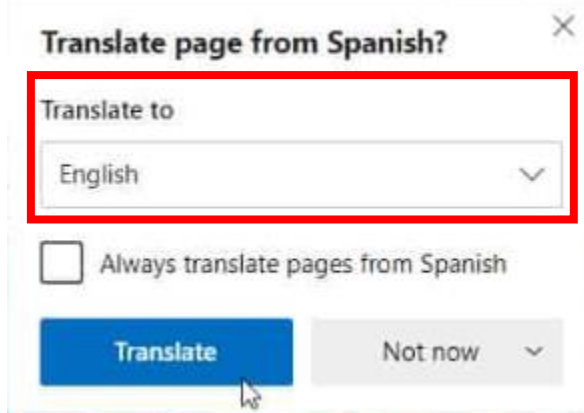 Translate page from Spanish?
Translate to
English
Always translate pages from Spanish
Translate
Not now